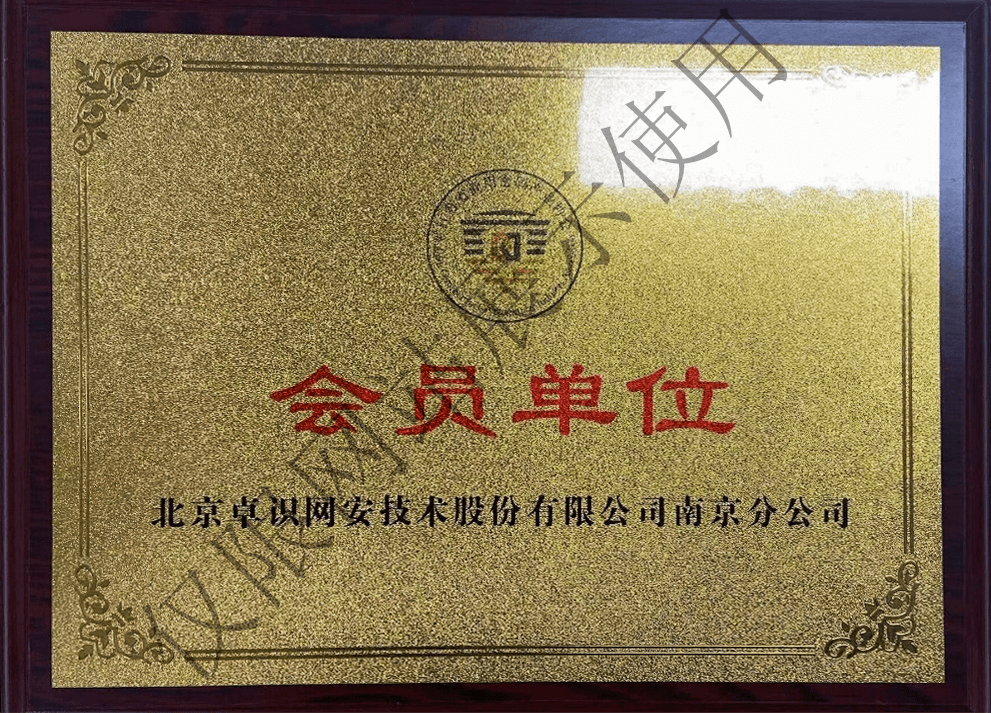 会员单位
北京卓识网安技术股份有限公司南京分公司
仅限网站展示使用